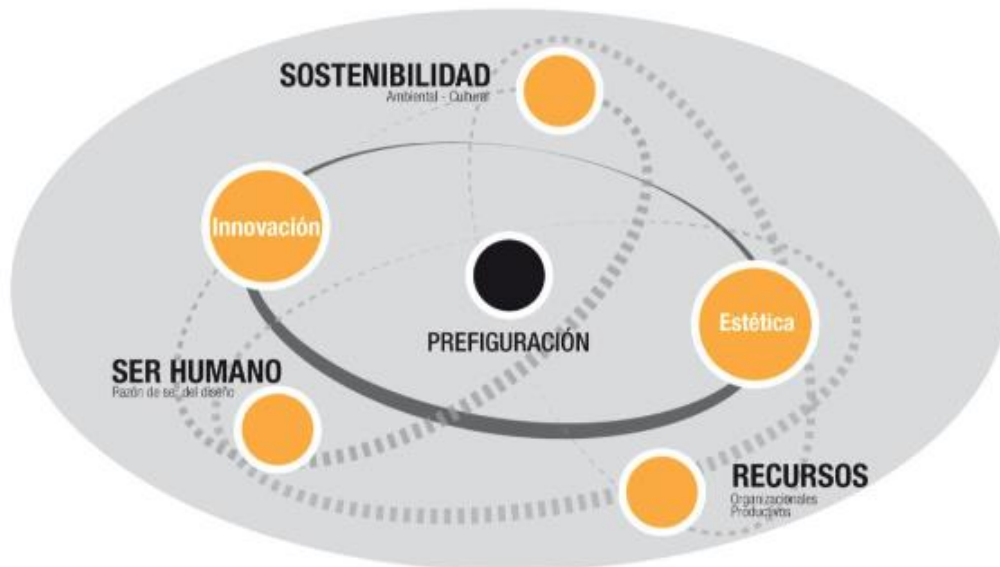 SOSTENIBILIDAD
Ambiental - Cultural
Innovación
PREFIGURACIÓN
Estética
SER HUMANO
Razón de ser del diseño
RECURSOS
Organizacionales
Productivos